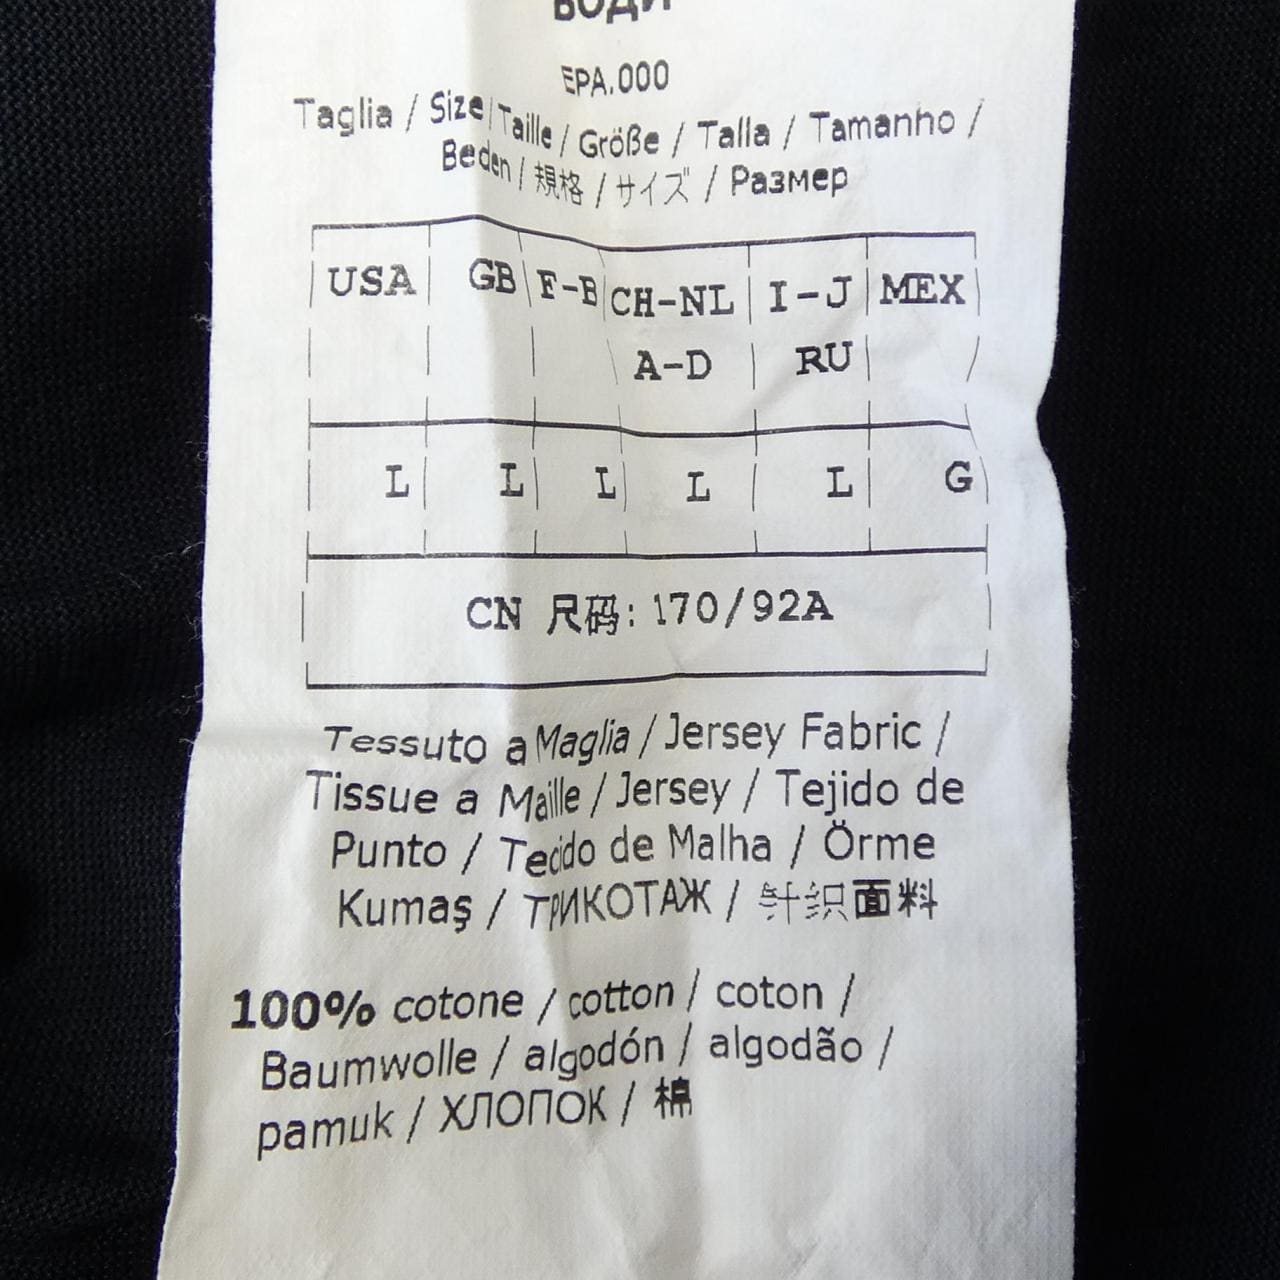 БОДИ
EPA.000
Taglia / Size / Taille / Größe / Talla / Tamanho /
Beden / 規格 / サイズ / Размер
USA GB F-B CH-NL I-J MEX
A-D RU
L L L L L G
CN 尺码: 170/92A
Tessuto a Maglia / Jersey Fabric /
Tissue a Maille / Jersey / Tejido de
Punto / Tecido de Malha / Örme
Kumaş / ТРИКОТАЖ / 针织面料
100% cotone / cotton / coton /
Baumwolle / algodón / algodão /
pamuk / ХЛОПОК / 棉